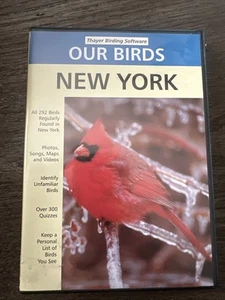 Thayer Birding Software
OUR BIRDS
NEW YORK
All 292 Birds
Regularly
Found in
New York
Photos,
Songs, Maps
and Videos
Identify
Unfamiliar
Birds
Over 300
Quizzes
Keep a
Personal
List of
Birds
You See